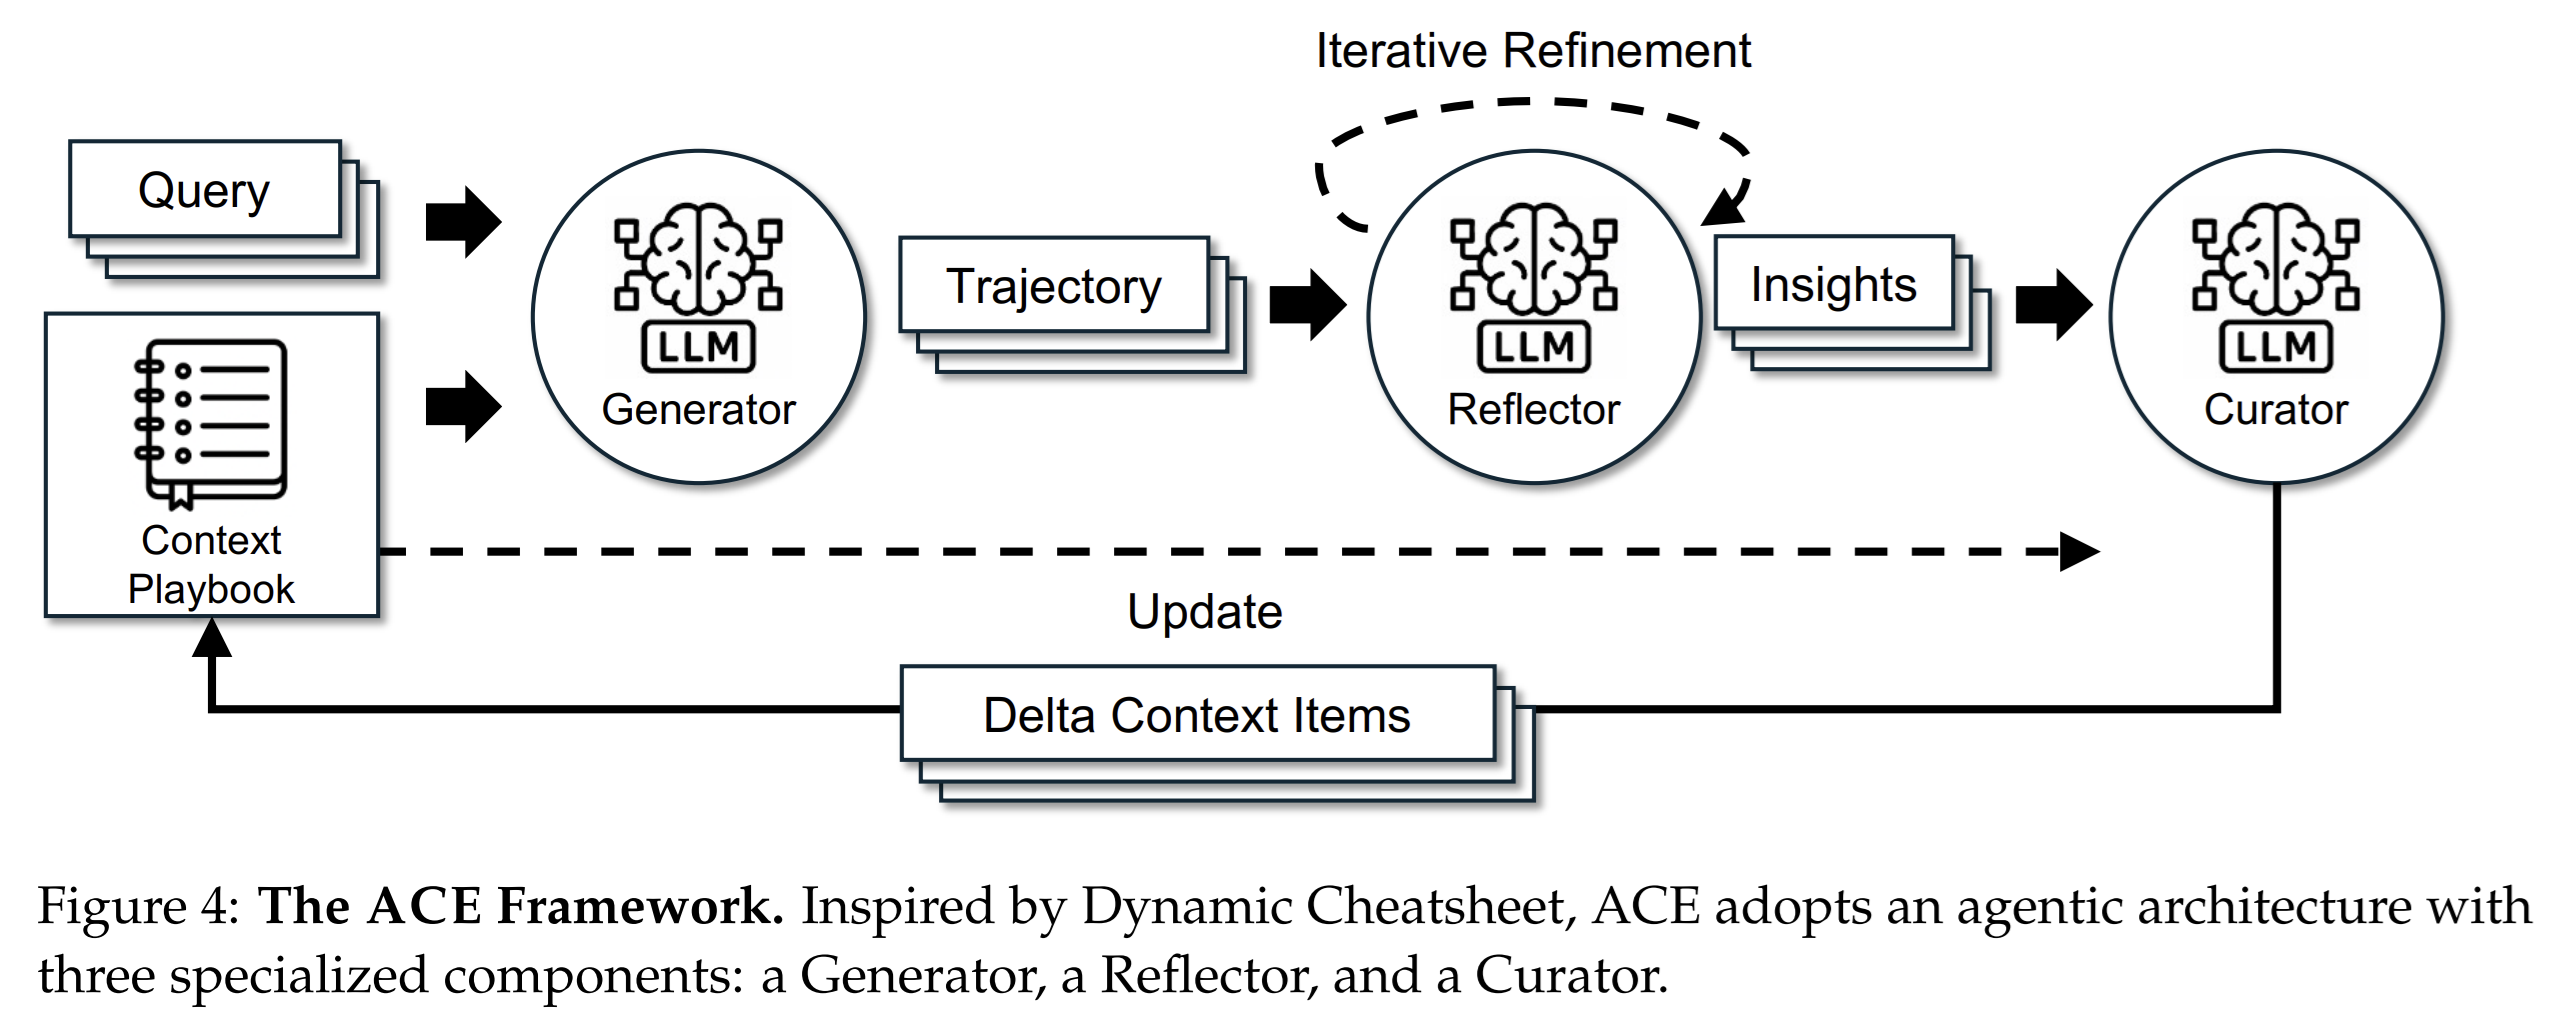 Iterative Refinement
Query
Trajectory
Insights
LLM
Generator
LLM
Reflector
LLM
Curator
Context
Playbook
Update
Delta Context Items
Figure 4: The ACE Framework. Inspired by Dynamic Cheatsheet, ACE adopts an agentic architecture with
three specialized components: a Generator, a Reflector, and a Curator.